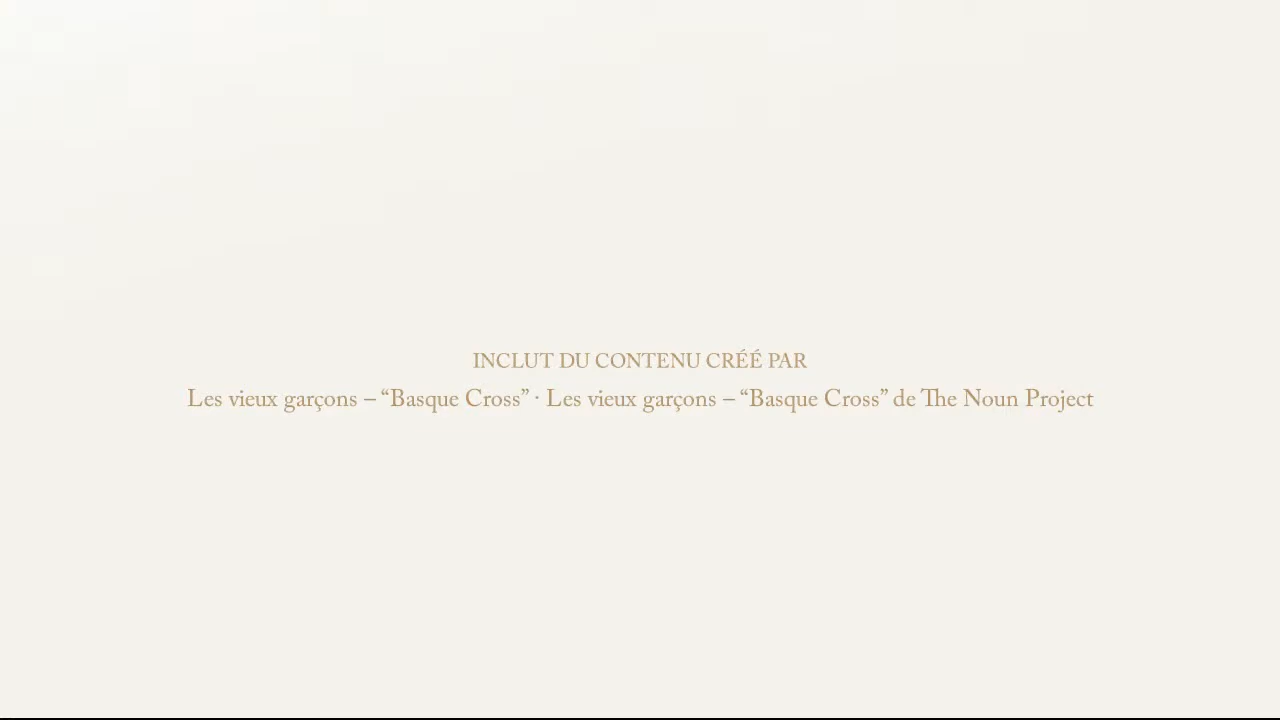 INCLUT DU CONTENU CRÉÉ PAR
Les vieux garçons – “Basque Cross” · Les vieux garçons – “Basque Cross” de The Noun Project